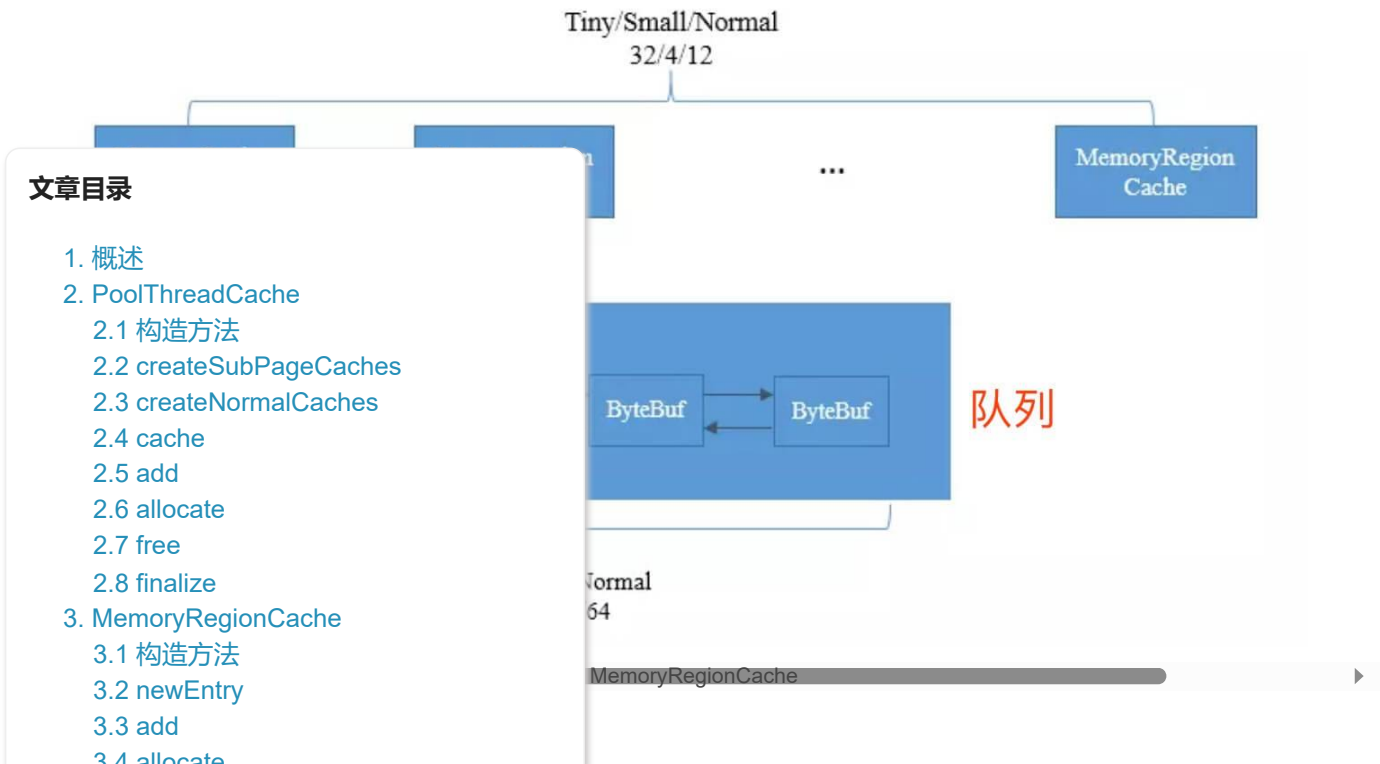 Tiny/Small/Normal
32/4/12
MemoryRegion
Cache
...
文章目录
1. 概述
2. PoolThreadCache
2.1 构造方法
2.2 createSubPageCaches
2.3 createNormalCaches
2.4 cache
2.5 add
2.6 allocate
2.7 free
2.8 finalize
3. MemoryRegionCache
3.1 构造方法
3.2 newEntry
3.3 add
3.4 allocate
ByteBuf
ByteBuf
队列
ormal
64
MemoryRegionCache